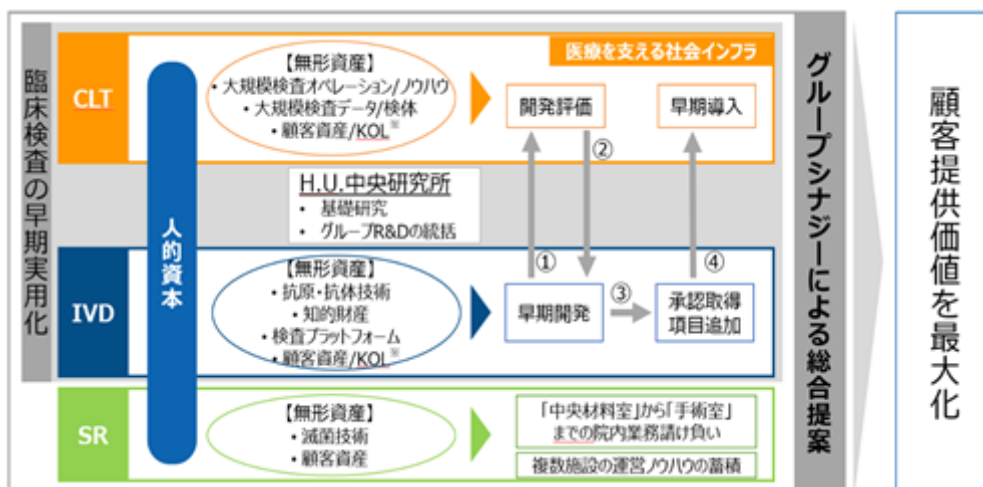 臨床検査の早期実用化
CLT
人的資本
【無形資産】
• 大規模検査オペレーション/ノウハウ
• 大規模検査データ/検体
• 顧客資産/KOL※
医療を支える社会インフラ
開発評価
早期導入
②
H.U.中央研究所
• 基礎研究
• グループR&Dの統括
①
④
IVD
【無形資産】
• 抗原・抗体技術
• 知的財産
• 検査プラットフォーム
• 顧客資産/KOL※
早期開発
③
承認取得
項目追加
SR
【無形資産】
• 滅菌技術
• 顧客資産
「中央材料室」から「手術室」
までの院内業務請け負い
複数施設の運営ノウハウの蓄積
グループシナジーによる総合提案
顧客提供価値を最大化